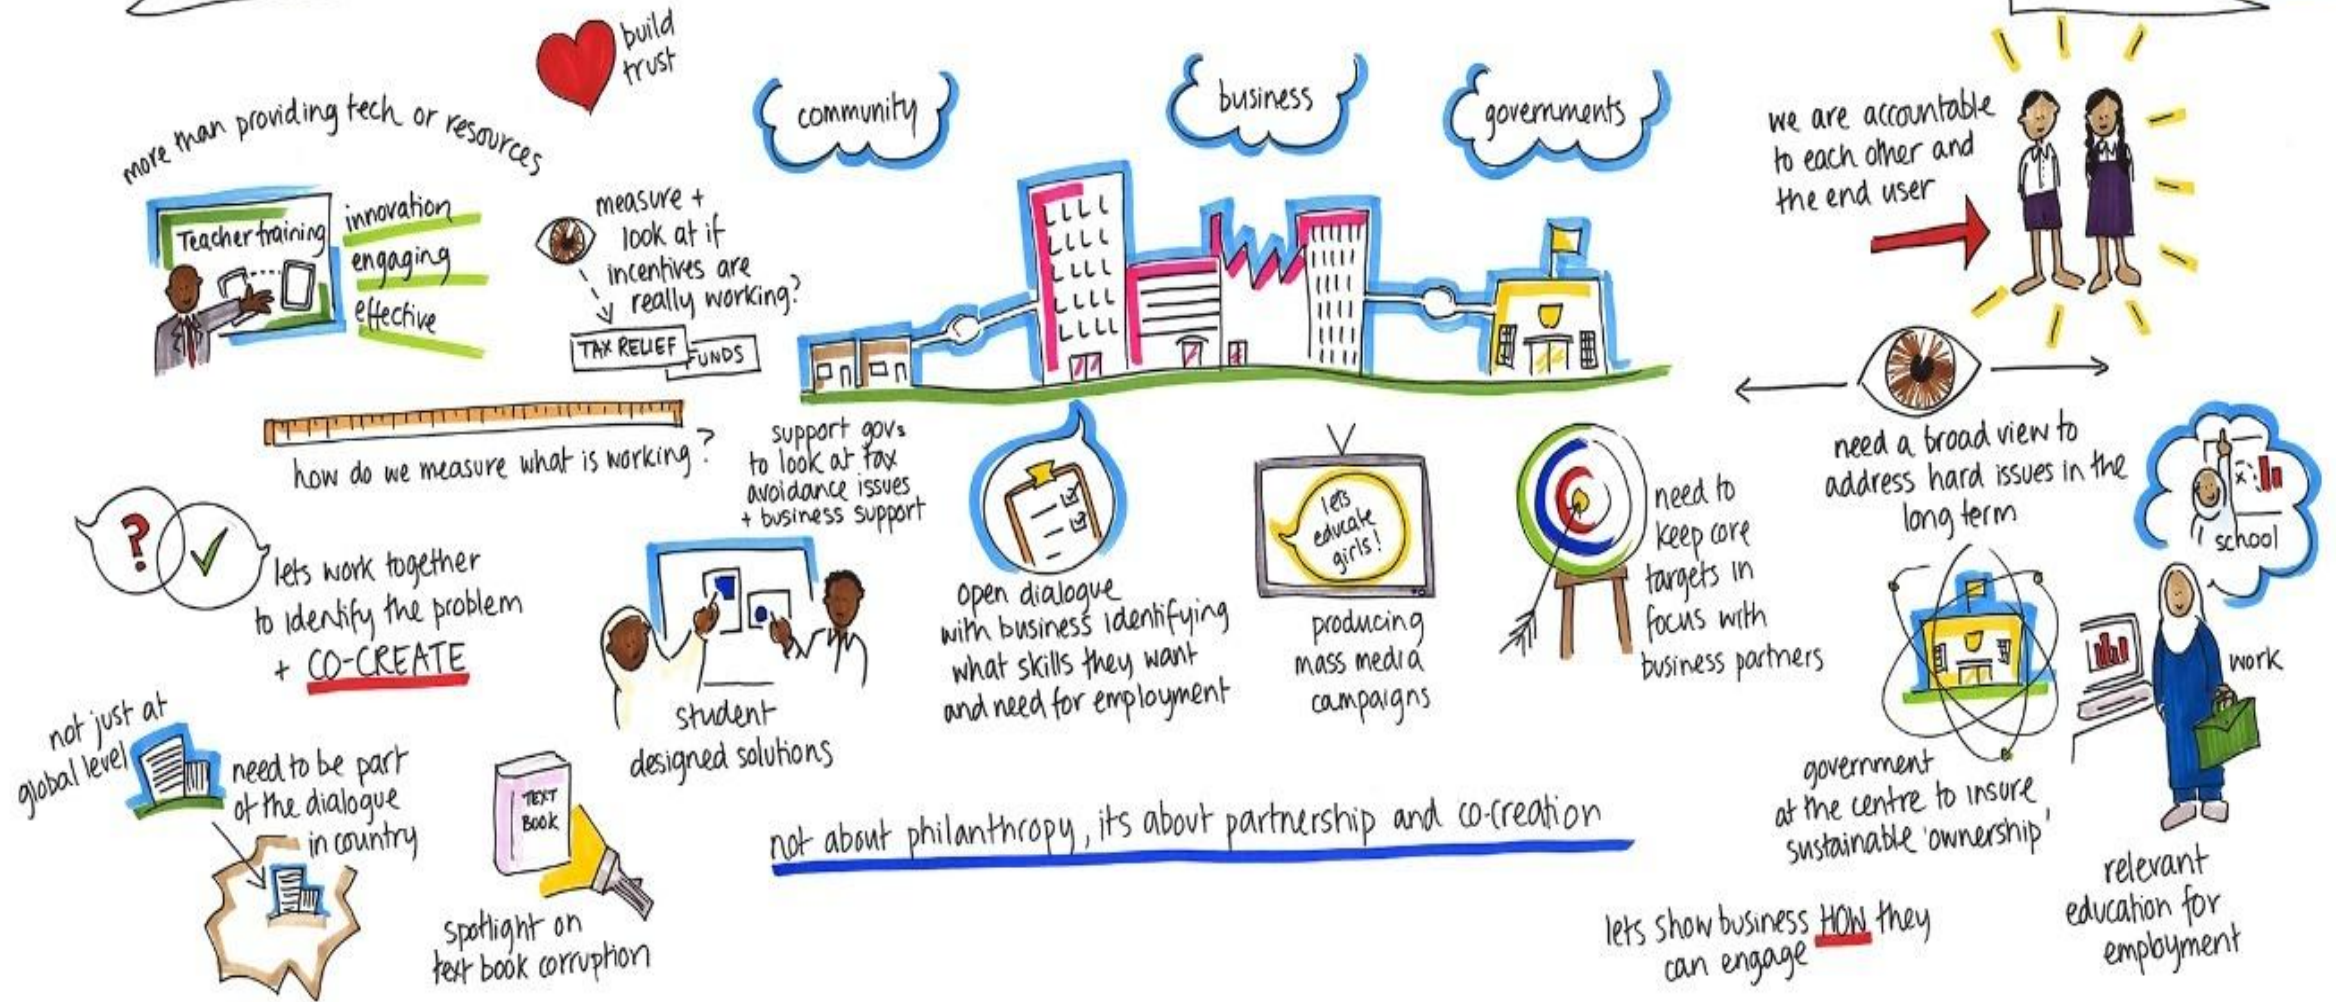 build
trust
more than providing tech or resources
Teacher training
innovation
engaging
effective
measure +
look at if
incentives are
really working?
TAX RELIEF
FUNDS
community
business
governments
we are accountable
to each other and
the end user
how do we measure what is working?
support govs
to look at tax
avoidance issues
+ business support
lets
educate
girls!
need to
keep core
targets in
focus with
business partners
need a broad view to
address hard issues in the
long term
school
work
?
lets work together
to identify the problem
+ CO-CREATE
student
designed solutions
open dialogue
with business identifying
what skills they want
and need for employment
producing
mass media
campaigns
not just at
global level
need to be part
of the dialogue
in country
TEXT
BOOK
spotlight on
text book corruption
not about philanthropy, its about partnership and co-creation
government
at the centre to insure
sustainable 'ownership'
relevant
education for
employment
lets show business HOW they
can engage